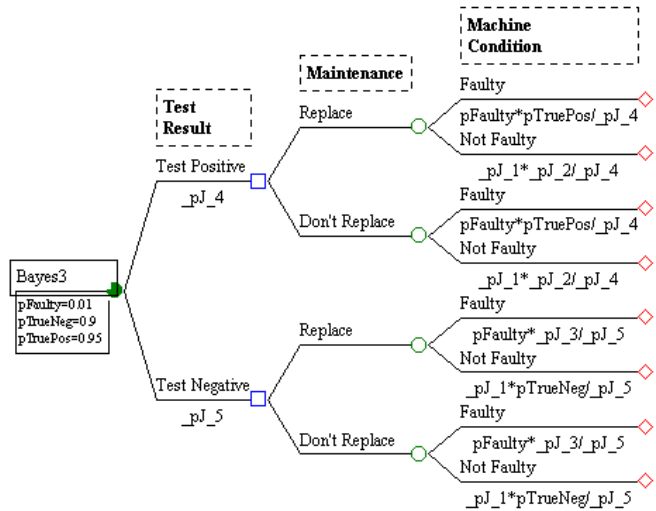 Machine
Condition
Maintenance
Faulty
Test
Result
Replace
pFaulty*pTruePos/_pJ_4
Not Faulty
Test Positive
_pJ_1*_pJ_2/_pJ_4
_pJ_4
Faulty
Don't Replace
pFaulty*pTruePos/_pJ_4
Not Faulty
Bayes3
_pJ_1*_pJ_2/_pJ_4
pFaulty=0.01
pTrueNeg=0.9
pTruePos=0.95
Faulty
Replace
pFaulty*_pJ_3/_pJ_5
Not Faulty
Test Negative
_pJ_1*pTrueNeg/_pJ_5
_pJ_5
Faulty
Don't Replace
pFaulty*_pJ_3/_pJ_5
Not Faulty
_pJ_1*pTrueNeg/_pJ_5